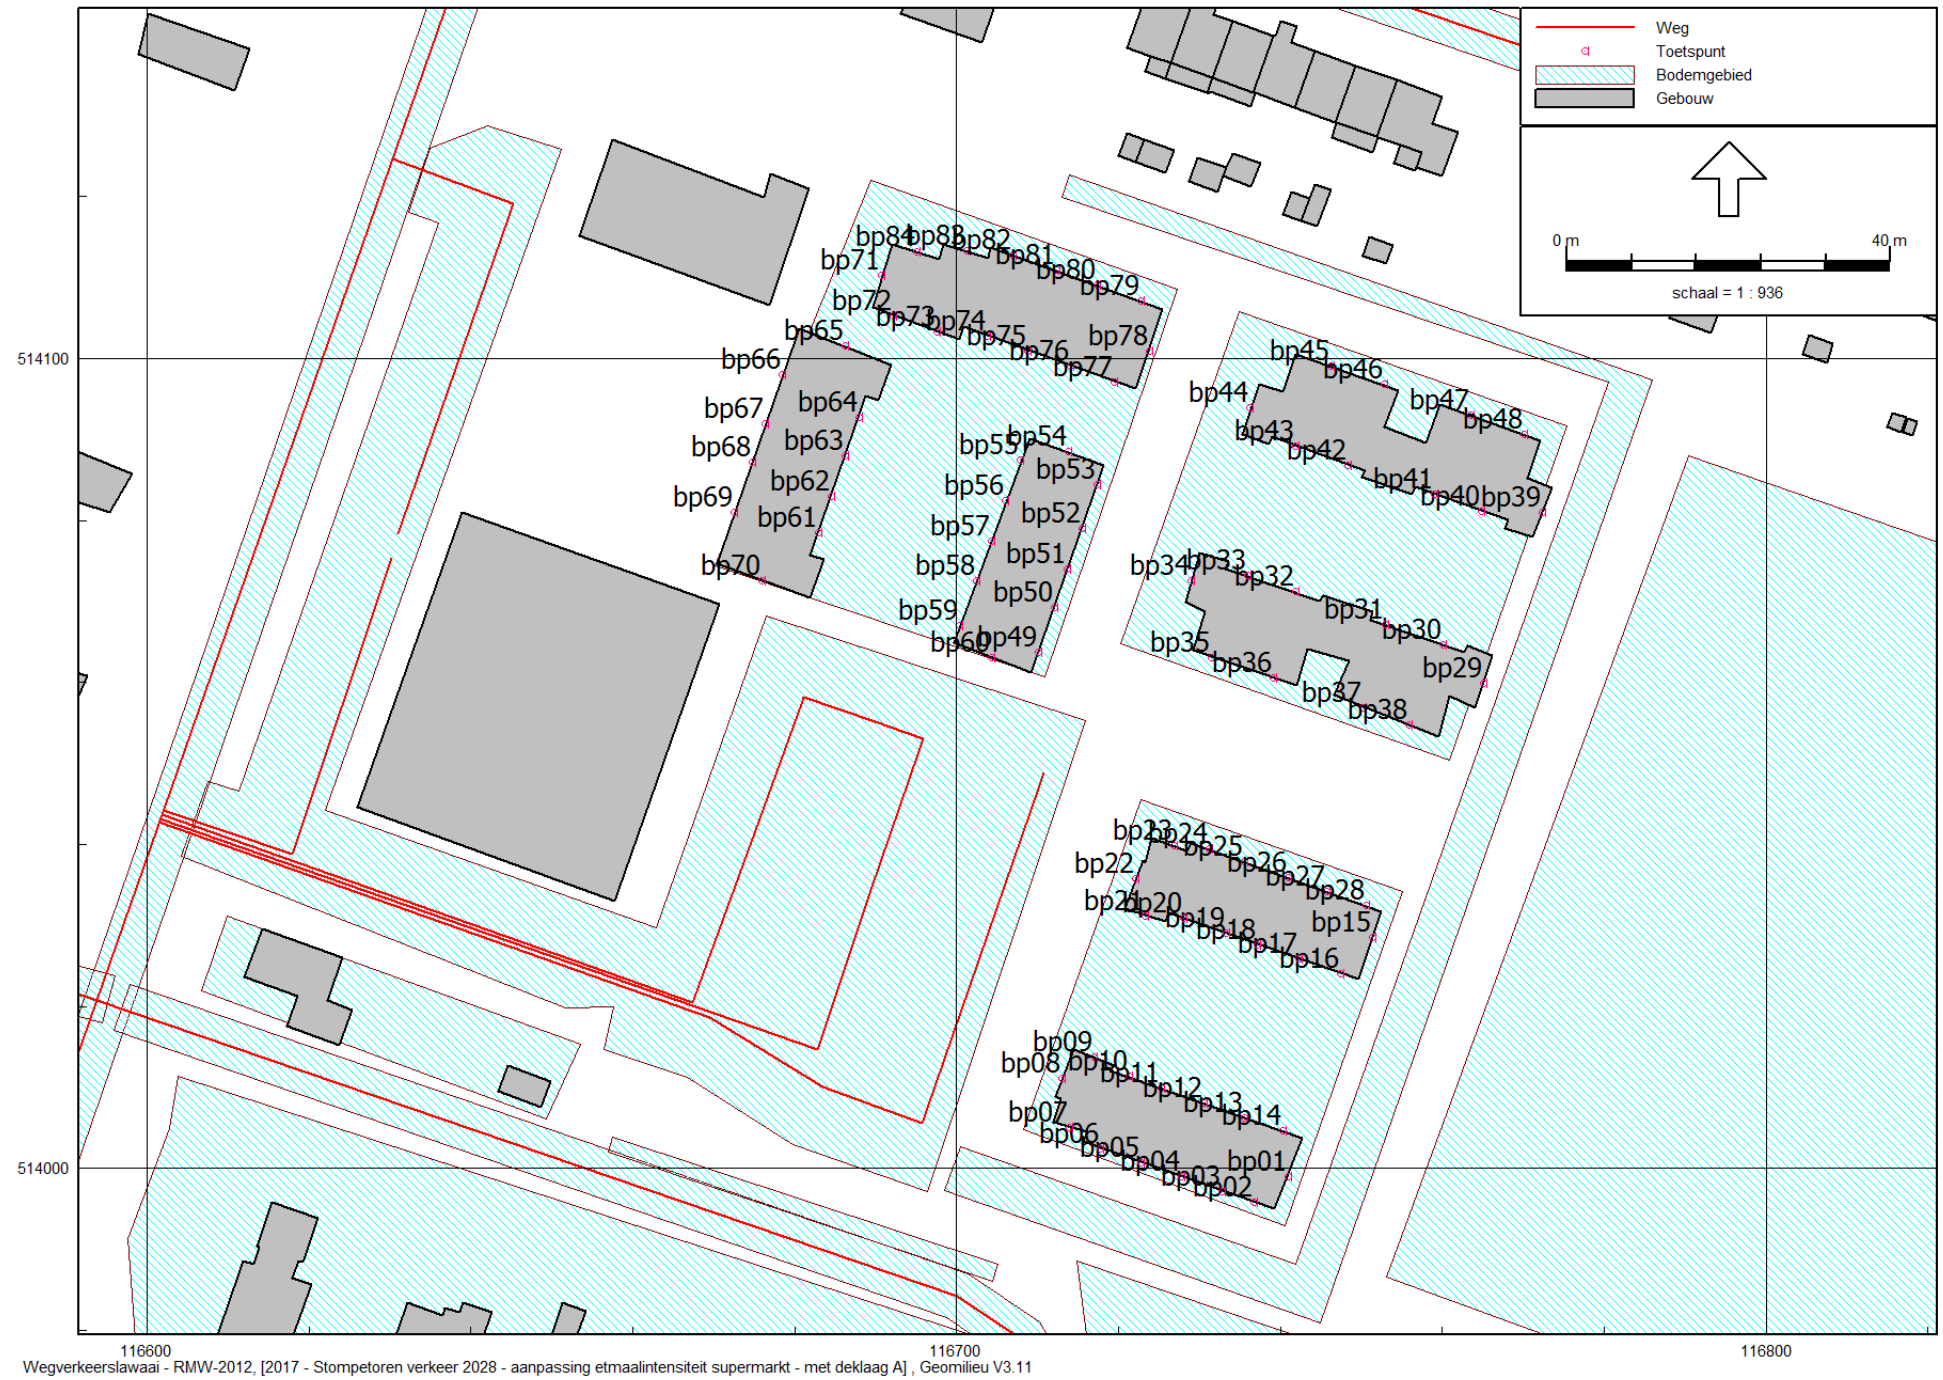 Weg
Toetspunt
Bodemgebied
Gebouw
0 m 40 m
schaal = 1 : 936
bp84 bp83 bp82 bp81 bp80 bp79
bp71
bp72 bp73 bp74 bp75 bp76 bp77 bp78
bp65
bp66
bp67
bp68
bp69
bp70
bp64
bp63
bp62
bp61
bp55 bp54
bp53
bp56
bp52
bp57
bp51
bp58
bp50
bp59
bp60 bp49
bp45 bp46
bp44
bp47 bp48
bp43 bp42
bp41 bp40 bp39
bp34 bp33 bp32
bp31 bp30
bp29
bp35 bp36
bp37 bp38
bp23 bp24 bp25 bp26 bp27 bp28
bp22
bp21 bp20 bp19 bp18 bp17 bp16
bp15
bp09 bp10 bp11 bp12 bp13 bp14
bp08
bp07 bp06 bp05 bp04 bp03 bp02
bp01
514100
514000
116600 116700 116800
Wegverkeerslawaai - RMW-2012, [2017 - Stompetoren verkeer 2028 - aanpassing etmaalintensiteit supermarkt - met deklaag A] , Geomilieu V3.11